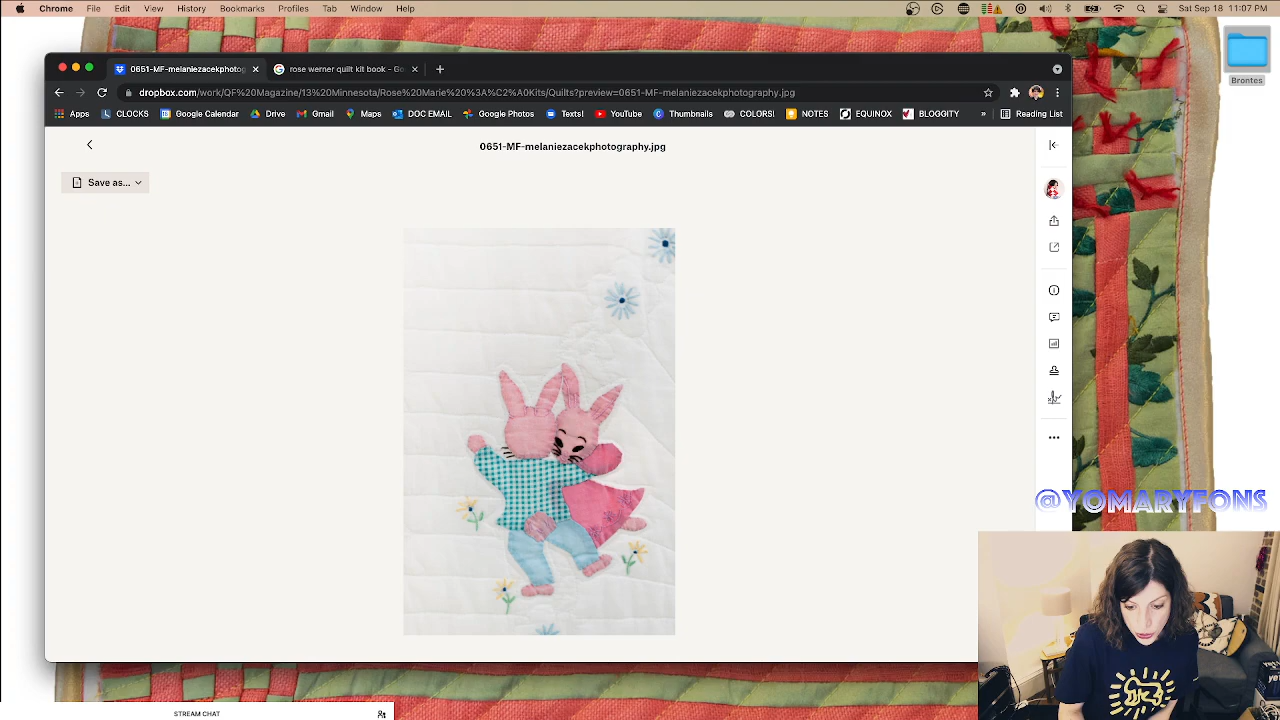 Chrome File Edit View History Bookmarks Profiles Tab Window Help Sat Sep 18 11:07 PM
Brontes
0651-MF-melaniezacekphotog rose werner quilt kit book - Go
dropbox.com/work/QF%20Magazine/13%20Minnesota/Rose%20Marie%20%3A%C2%A0Kit%20Quilts?preview=0651-MF-melaniezacekphotography.jpg
Apps CLOCKS Google Calendar Drive Gmail Maps DOC EMAIL Google Photos Texts! YouTube Thumbnails COLORS! NOTES EQUINOX BLOGGITY » Reading List
0651-MF-melaniezacekphotography.jpg
Save as...
@YOMARYFONS
STREAM CHAT